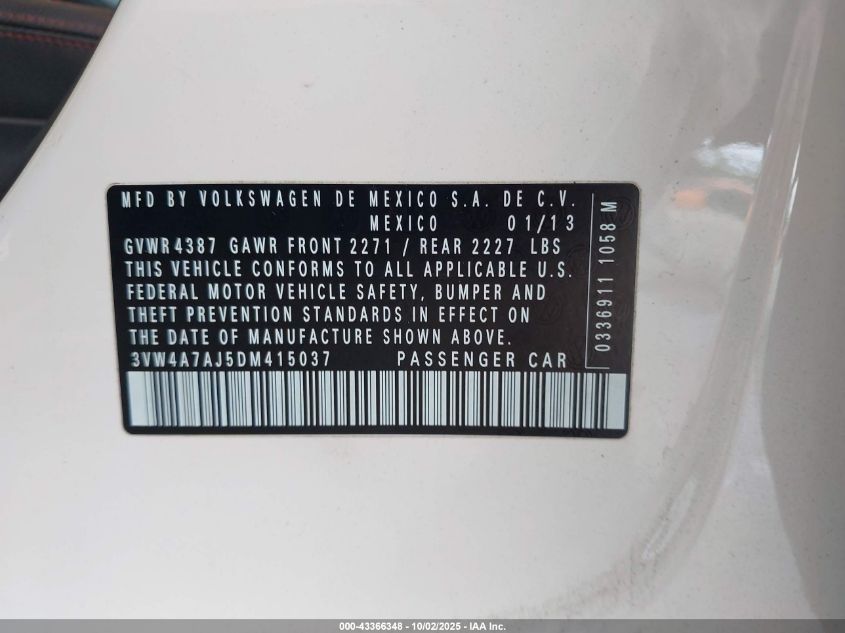 MFD BY VOLKSWAGEN DE MEXICO S.A. DE C.V.
MEXICO 01/13
GVWR 4387 GAWR FRONT 2271 / REAR 2227 LBS
THIS VEHICLE CONFORMS TO ALL APPLICABLE U.S.
FEDERAL MOTOR VEHICLE SAFETY, BUMPER AND
THEFT PREVENTION STANDARDS IN EFFECT ON
THE DATE OF MANUFACTURE SHOWN ABOVE.
3VW4A7AJ5DM415037 PASSENGER CAR
0336911 1058 M
000-43366348 - 10/02/2025 - IAA Inc.